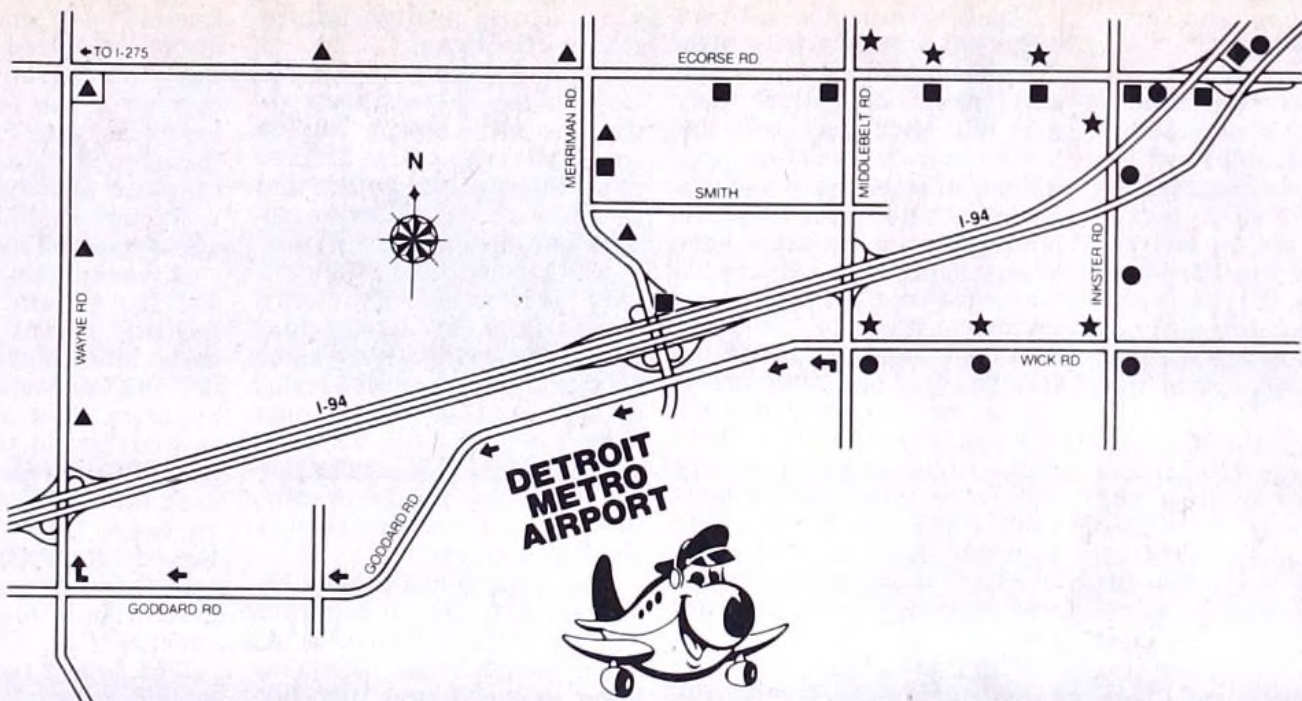 TO I-275
ECORSE RD
MERRIMAN RD.
MIDDLEBELT RD.
N
SMITH
I-94
INKSTER RD
WAYNE RD
WICK RD
I-94
DETROIT
METRO
AIRPORT
GODDARD RD
GODDARD RD